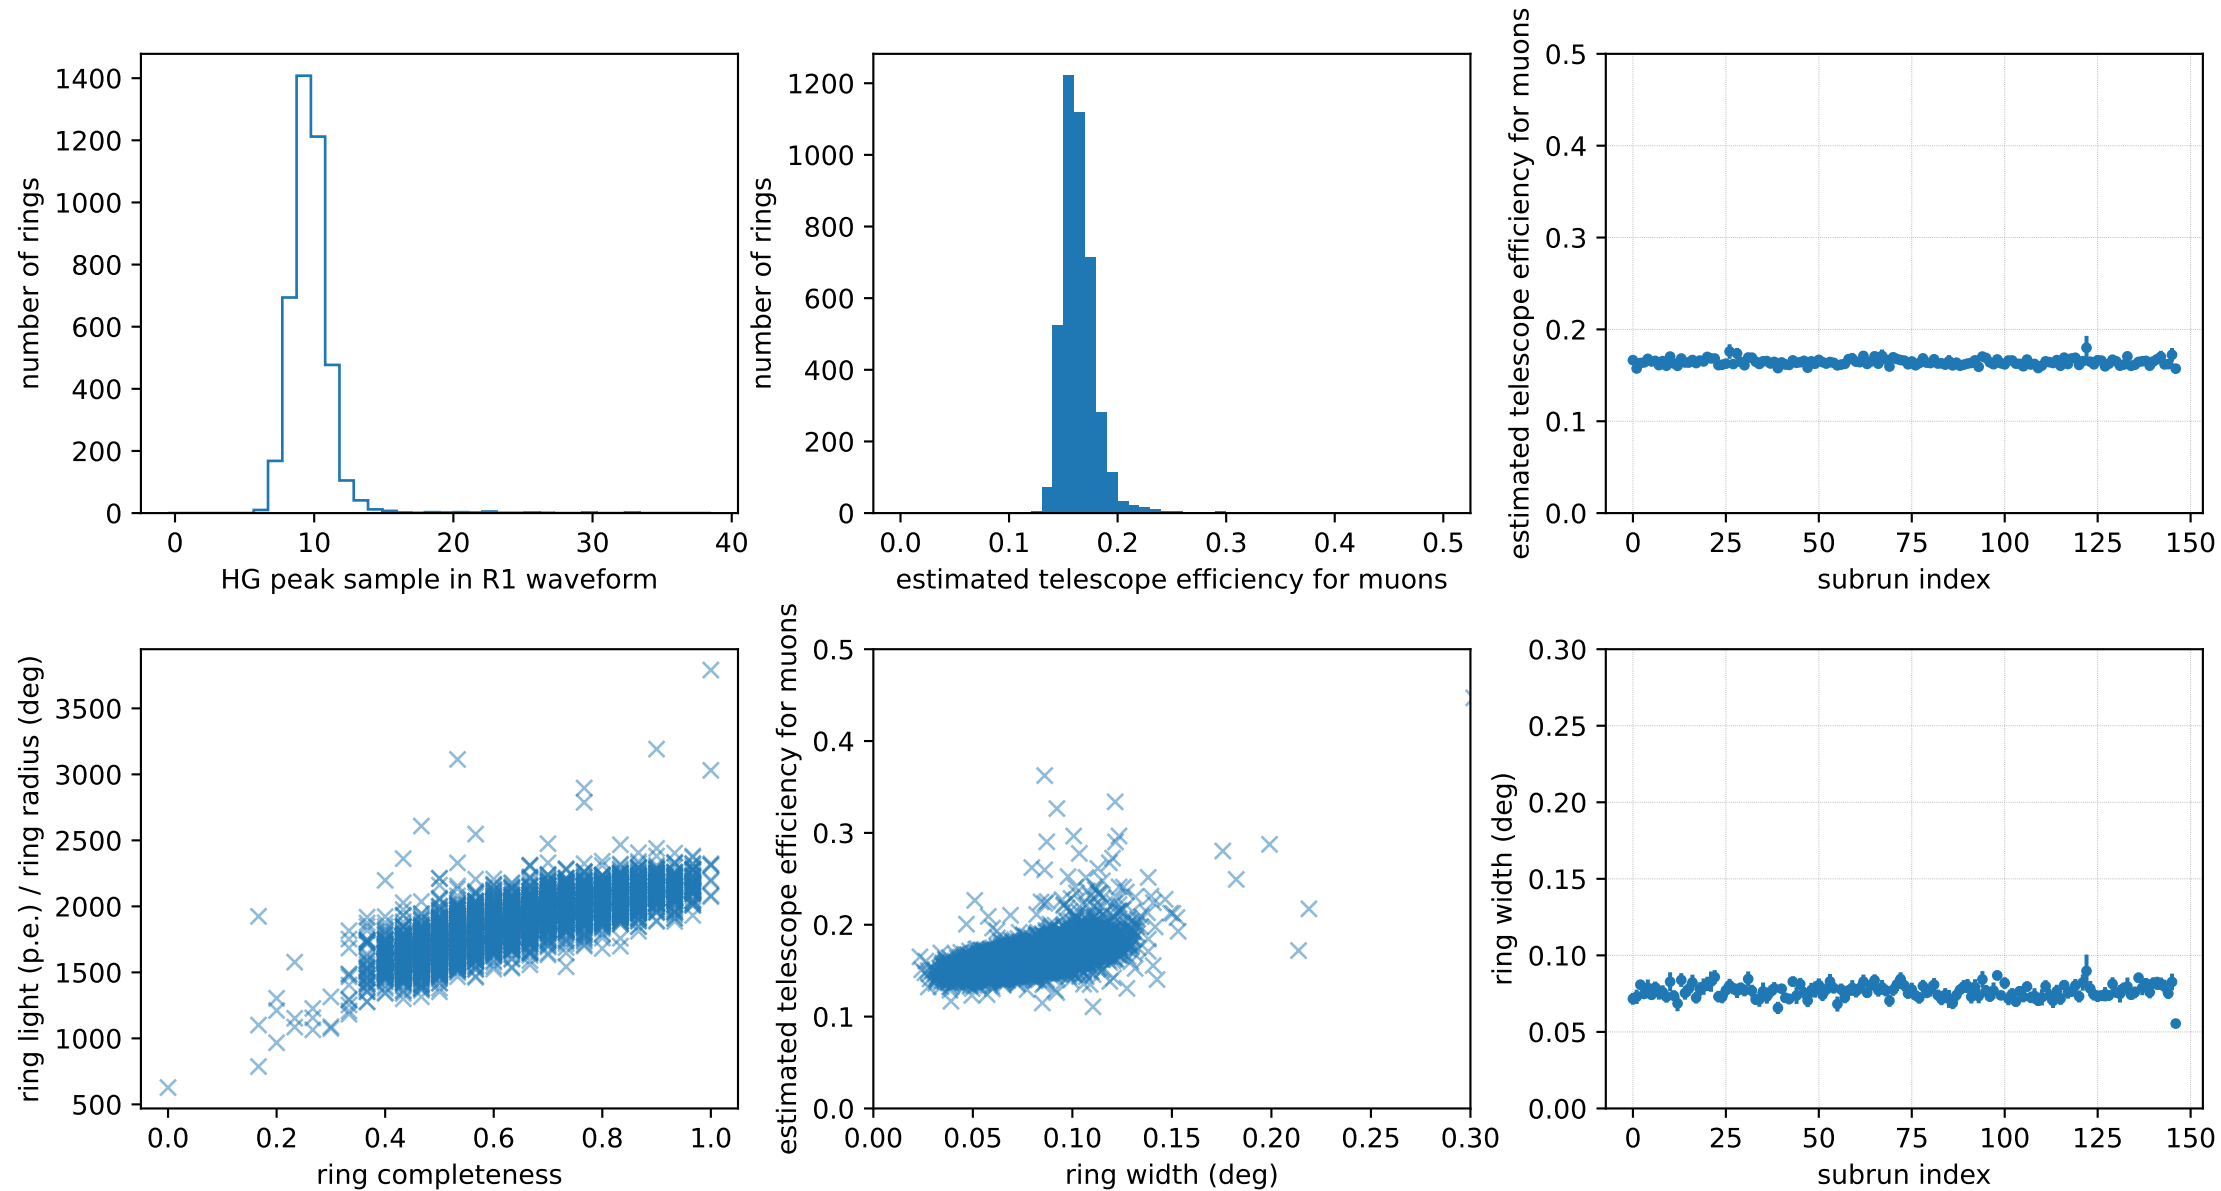 number of rings
1400
1200
1000
800
600
400
200
0
0 10 20 30 40
HG peak sample in R1 waveform
number of rings
1200
1000
800
600
400
200
0
0.0 0.1 0.2 0.3 0.4 0.5
estimated telescope efficiency for muons
estimated telescope efficiency for muons
0.5
0.4
0.3
0.2
0.1
0.0
0 25 50 75 100 125 150
subrun index
ring light (p.e.) / ring radius (deg)
3500
3000
2500
2000
1500
1000
500
0.0 0.2 0.4 0.6 0.8 1.0
ring completeness
estimated telescope efficiency for muons
0.5
0.4
0.3
0.2
0.1
0.0
0.00 0.05 0.10 0.15 0.20 0.25 0.30
ring width (deg)
ring width (deg)
0.30
0.25
0.20
0.15
0.10
0.05
0.00
0 25 50 75 100 125 150
subrun index